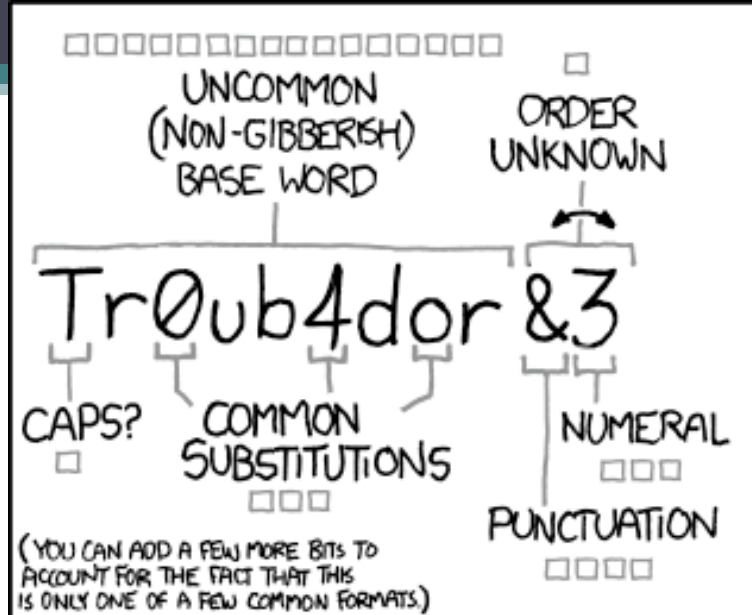 UNCOMMON
(NON-GIBBERISH)
BASE WORD
ORDER
UNKNOWN
Tr0ub4dor &3
CAPS?
COMMON
SUBSTITUTIONS
NUMERAL
PUNCTUATION
(YOU CAN ADD A FEW MORE BITS TO
ACCOUNT FOR THE FACT THAT THIS
IS ONLY ONE OF A FEW COMMON FORMATS.)